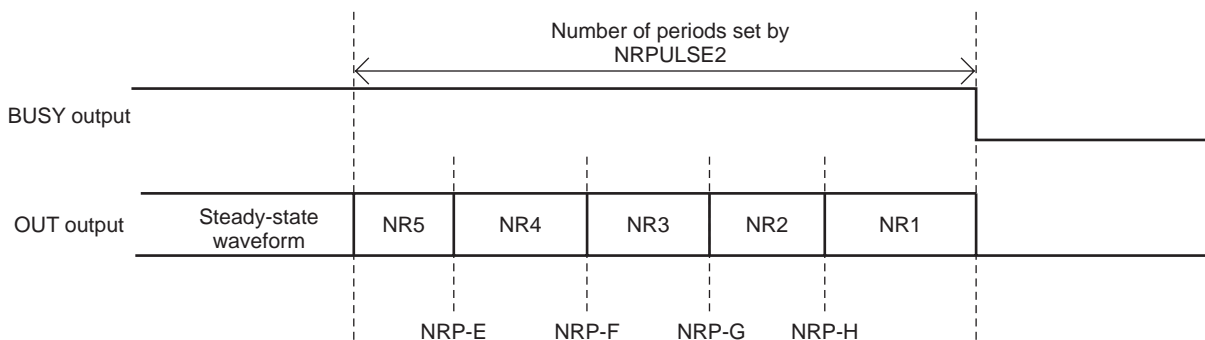 Number of periods set by
NRPULSE2
BUSY output
OUT output
Steady-state
waveform
NR5
NR4
NR3
NR2
NR1
NRP-E
NRP-F
NRP-G
NRP-H